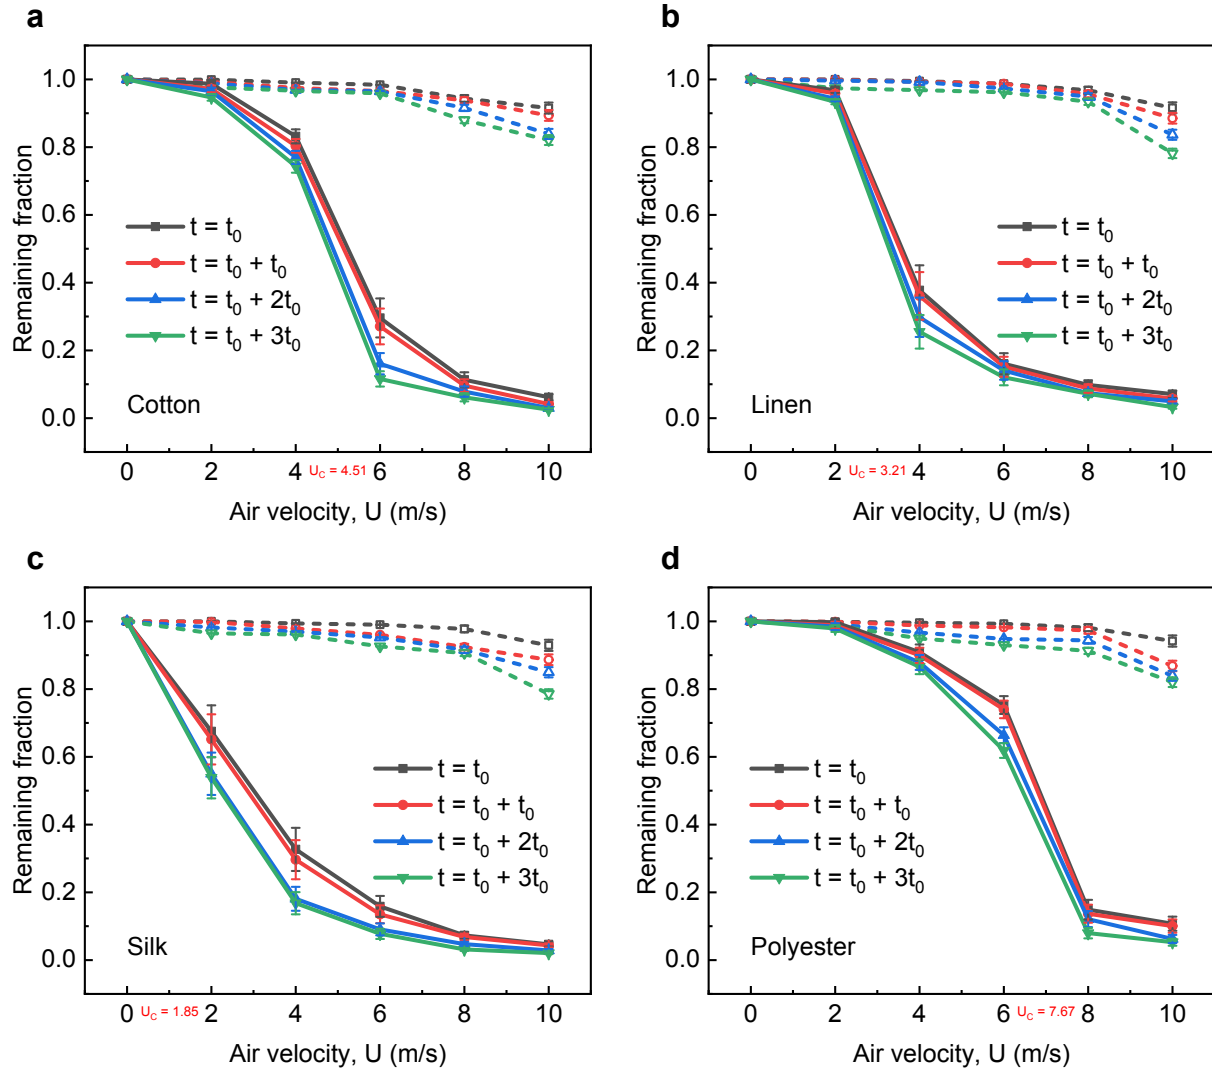 a
1.0
0.8
0.6
0.4
0.2
0.0
Remaining fraction
t = t₀
t = t₀ + t₀
t = t₀ + 2t₀
t = t₀ + 3t₀
Cotton
0 2 4 U_C = 4.51 6 8 10
Air velocity, U (m/s)
b
1.0
0.8
0.6
0.4
0.2
0.0
Remaining fraction
t = t₀
t = t₀ + t₀
t = t₀ + 2t₀
t = t₀ + 3t₀
Linen
0 2 U_C = 3.21 4 6 8 10
Air velocity, U (m/s)
c
1.0
0.8
0.6
0.4
0.2
0.0
Remaining fraction
t = t₀
t = t₀ + t₀
t = t₀ + 2t₀
t = t₀ + 3t₀
Silk
0 U_C = 1.85 2 4 6 8 10
Air velocity, U (m/s)
d
1.0
0.8
0.6
0.4
0.2
0.0
Remaining fraction
t = t₀
t = t₀ + t₀
t = t₀ + 2t₀
t = t₀ + 3t₀
Polyester
0 2 4 6 U_C = 7.67 8 10
Air velocity, U (m/s)